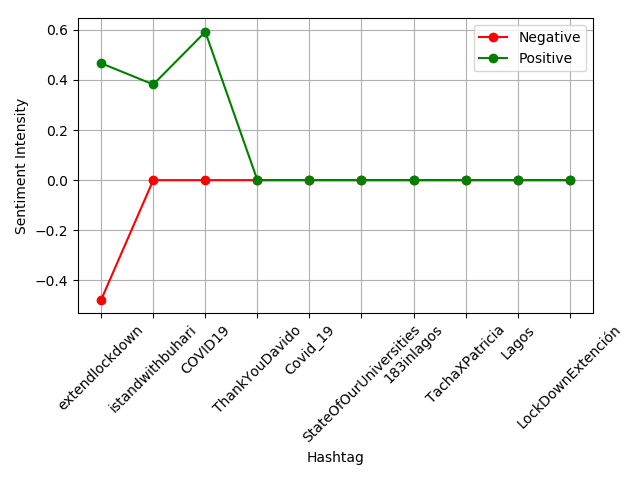 Negative
Positive
0.6
0.4
0.2
0.0
−0.2
−0.4
Sentiment Intensity
extendlockdown
istandwithbuhari
COVID19
ThankYouDavido
Covid_19
StateOfOurUniversities
183inlagos
TachaXPatricia
Lagos
LockDownExtención
Hashtag